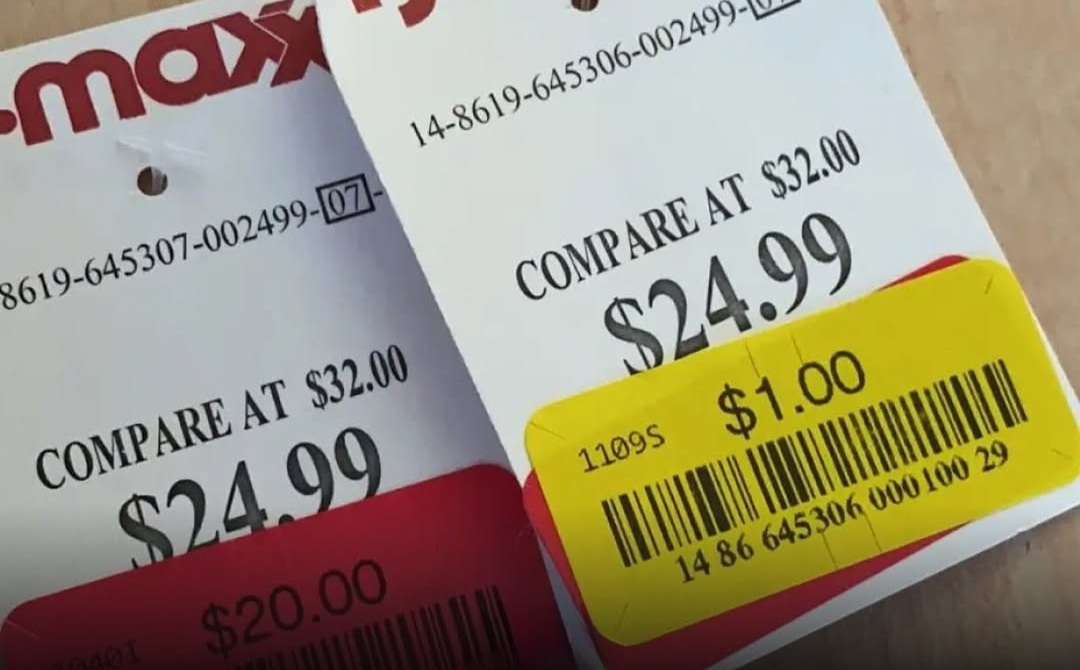 maxx
8619-645307-002499-07-
COMPARE AT $32.00
$24.99
$20.00
14-8619-645306-002499-
COMPARE AT $32.00
$24.99
$1.00
1109S
14 86 645306 000100 29